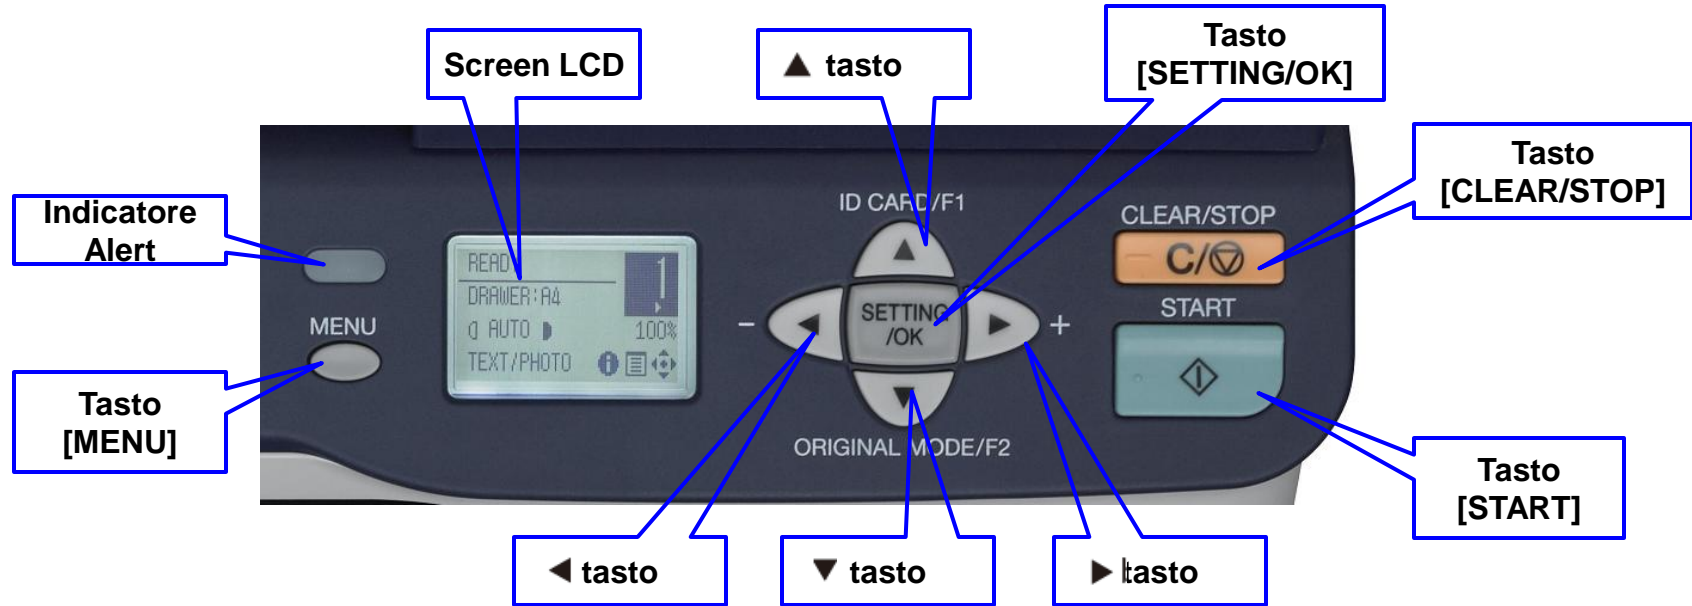 Screen LCD
▲ tasto
Tasto
[SETTING/OK]
Tasto
[CLEAR/STOP]
Indicatore
Alert
ID CARD/F1
CLEAR/STOP
C/
READY
1
DRAWER:A4
AUTO
100%
TEXT/PHOTO
MENU
-
SETTING
/OK
+
START
ORIGINAL MODE/F2
Tasto
[MENU]
Tasto
[START]
◀ tasto
▼ tasto
▶ tasto